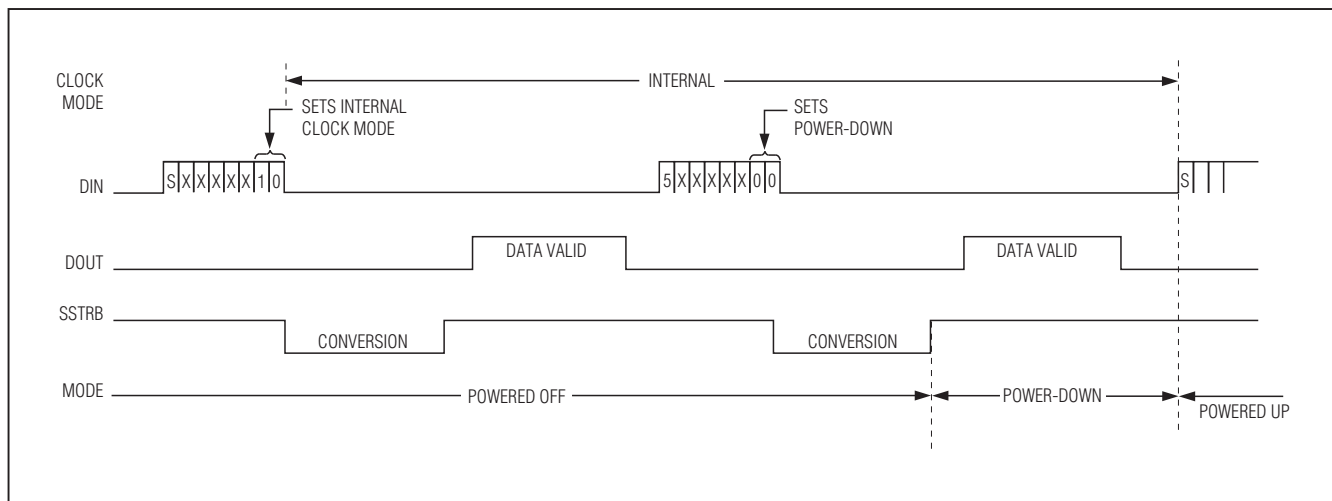 CLOCK
MODE
INTERNAL
SETS INTERNAL
CLOCK MODE
SETS
POWER-DOWN
DIN
S X X X X X 1 0
5 X X X X X 0 0
S
DOUT
DATA VALID
DATA VALID
SSTRB
CONVERSION
CONVERSION
MODE
POWERED OFF
POWER-DOWN
POWERED UP